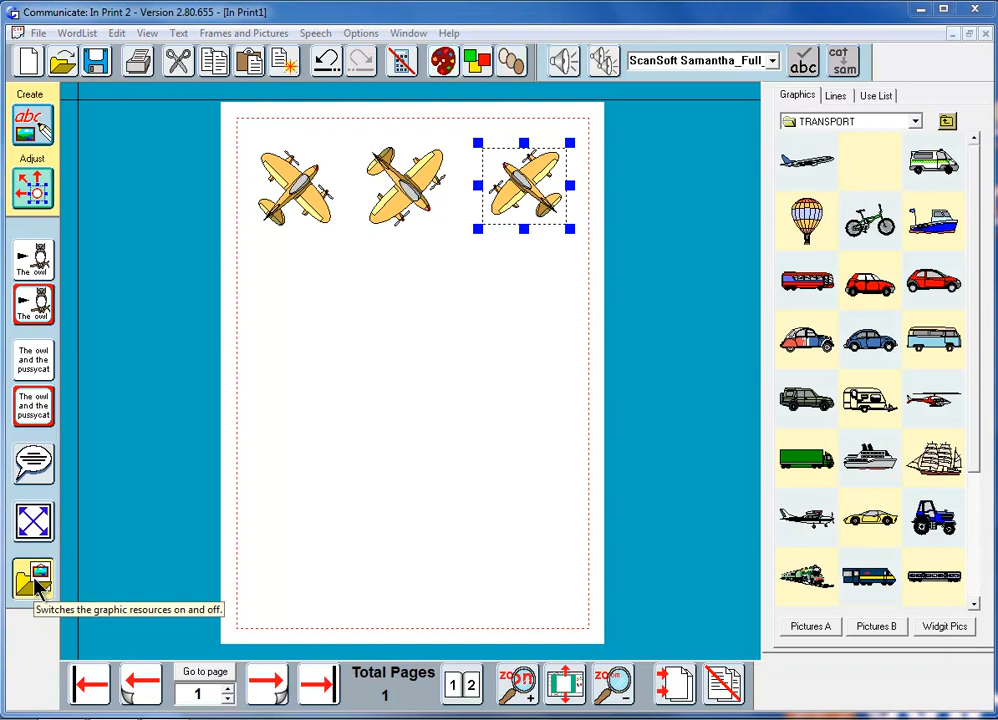 Communicate: In Print 2 - Version 2.80.655 - [In Print1]
File WordList Edit View Text Frames and Pictures Speech Options Window Help
ScanSoft Samantha_Full_
abc
cat
sam
Create
abc
Adjust
The owl
The owl
The owl
and the
pussycat
The owl
and the
pussycat
Switches the graphic resources on and off.
Graphics Lines Use List
TRANSPORT
Pictures A Pictures B Widgit Pics
Go to page
1
Total Pages
1
1 2
zoom
+
zoom
-